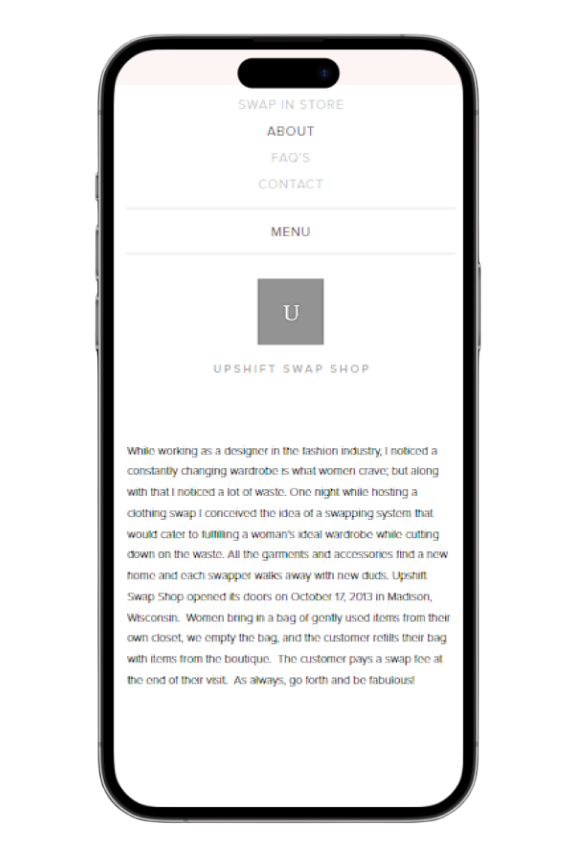 SWAP IN STORE
ABOUT
FAQ'S
CONTACT
MENU
U
UPSHIFT SWAP SHOP
While working as a designer in the fashion industry, I noticed a
constantly changing wardrobe is what women crave; but along
with that I noticed a lot of waste. One night while hosting a
clothing swap I conceived the idea of a swapping system that
would cater to fulfilling a woman's ideal wardrobe while cutting
down on the waste. All the garments and accessories find a new
home and each swapper walks away with new duds. Upshift
Swap Shop opened its doors on October 17, 2013 in Madison,
Wisconsin. Women bring in a bag of gently used items from their
own closet, we empty the bag, and the customer refills their bag
with items from the boutique. The customer pays a swap fee at
the end of their visit. As always, go forth and be fabulous!